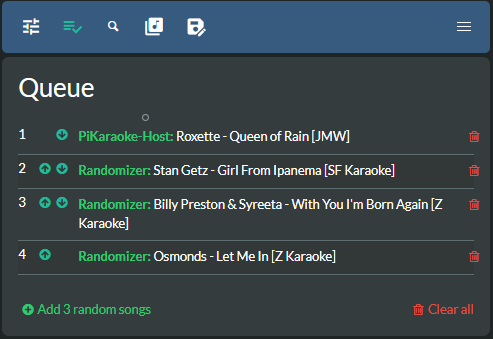 Queue
1 PiKaraoke-Host: Roxette - Queen of Rain [JMW]
2 Randomizer: Stan Getz - Girl From Ipanema [SF Karaoke]
3 Randomizer: Billy Preston & Syreeta - With You I'm Born Again [Z
Karaoke]
4 Randomizer: Osmonds - Let Me In [Z Karaoke]
Add 3 random songs Clear all